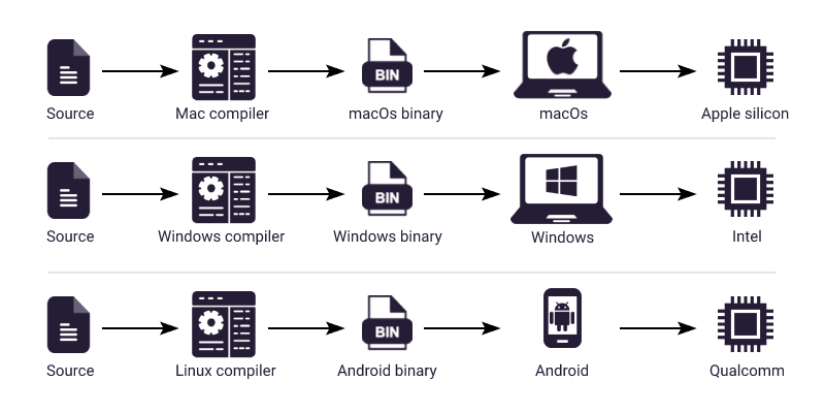 BIN
Source
Mac compiler
macOs binary
macOs
Apple silicon
BIN
Source
Windows compiler
Windows binary
Windows
Intel
BIN
Source
Linux compiler
Android binary
Android
Qualcomm